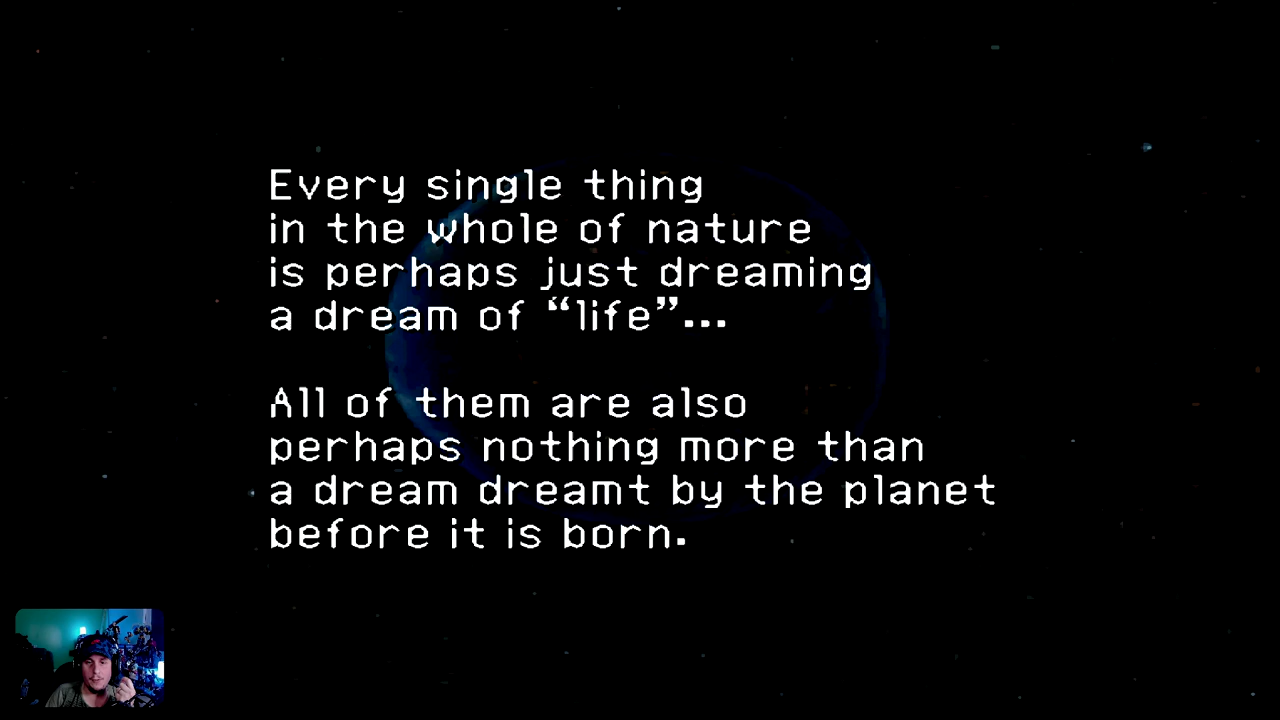 Every single thing
in the whole of nature
is perhaps just dreaming
a dream of “life”...
All of them are also
perhaps nothing more than
a dream dreamt by the planet
before it is born.